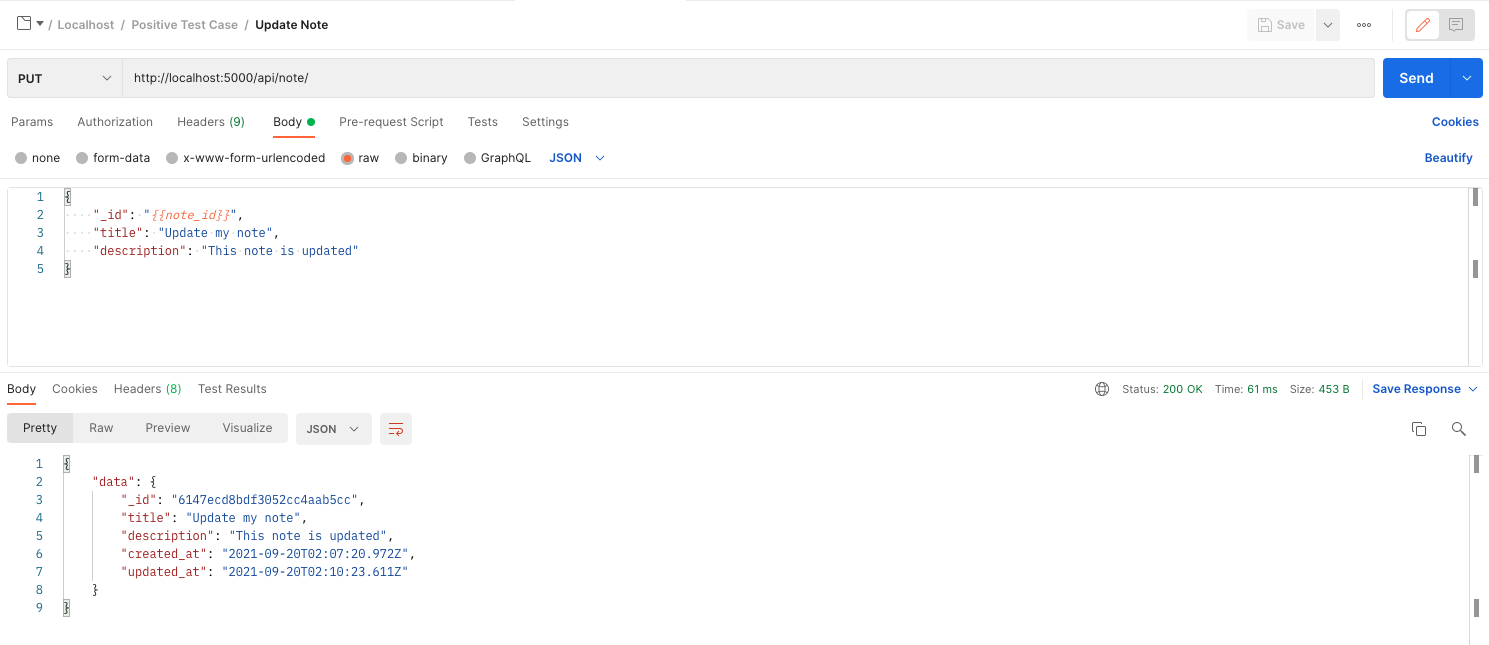 / Localhost / Positive Test Case / Update Note
Save
PUT
http://localhost:5000/api/note/
Send
Params Authorization Headers (9) Body Pre-request Script Tests Settings
Cookies
none form-data x-www-form-urlencoded raw binary GraphQL JSON
Beautify
1 {
2 "_id": "{{note_id}}",
3 "title": "Update my note",
4 "description": "This note is updated"
5 }
Body Cookies Headers (8) Test Results
Status: 200 OK Time: 61 ms Size: 453 B Save Response
Pretty Raw Preview Visualize JSON
1 {
2 "data": {
3 "_id": "6147ecd8bdf3052cc4aab5cc",
4 "title": "Update my note",
5 "description": "This note is updated",
6 "created_at": "2021-09-20T02:07:20.972Z",
7 "updated_at": "2021-09-20T02:10:23.611Z"
8 }
9 }